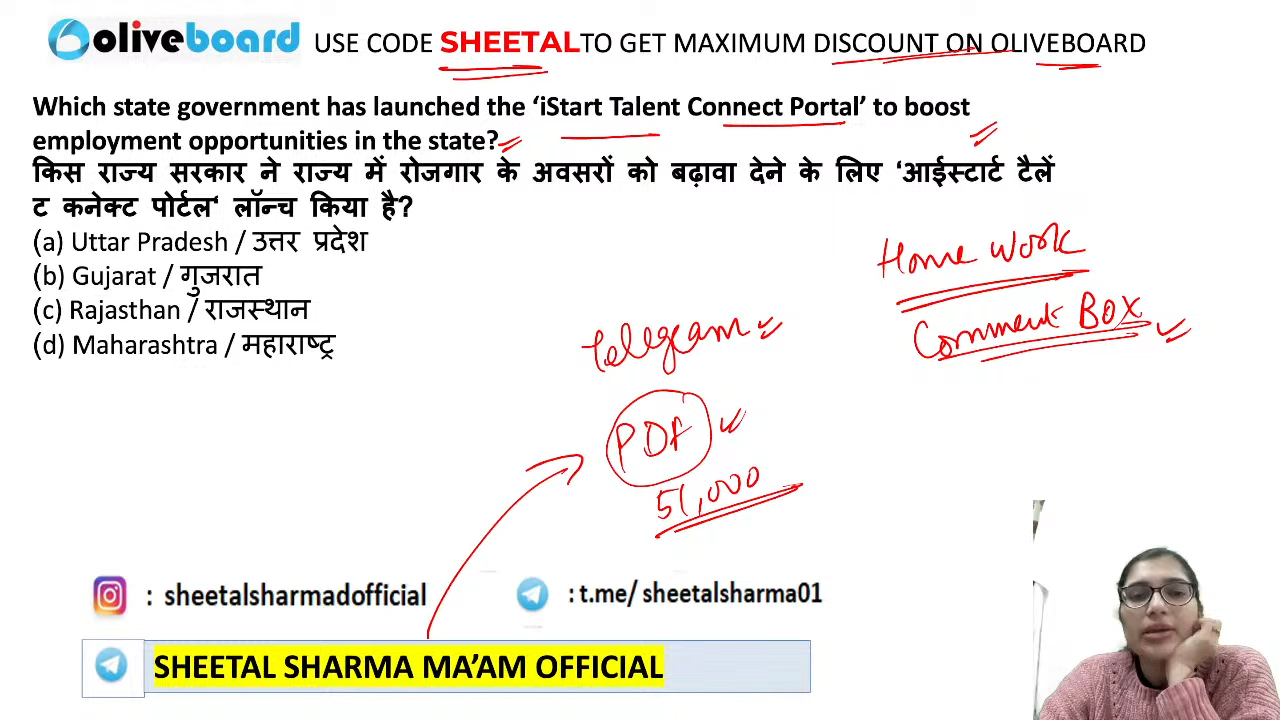 oliveboard USE CODE SHEETAL TO GET MAXIMUM DISCOUNT ON OLIVEBOARD
Which state government has launched the ‘iStart Talent Connect Portal’ to boost
employment opportunities in the state?
किस राज्य सरकार ने राज्य में रोजगार के अवसरों को बढ़ावा देने के लिए ‘आईस्टार्ट टैलें
ट कनेक्ट पोर्टल‘ लॉन्च किया है?
(a) Uttar Pradesh / उत्तर प्रदेश
(b) Gujarat / गुजरात
(c) Rajasthan / राजस्थान
(d) Maharashtra / महाराष्ट्र
Home work
Comment Box
Telegram
PDF
51,000
: sheetalsharmadofficial
: t.me/ sheetalsharma01
SHEETAL SHARMA MA’AM OFFICIAL